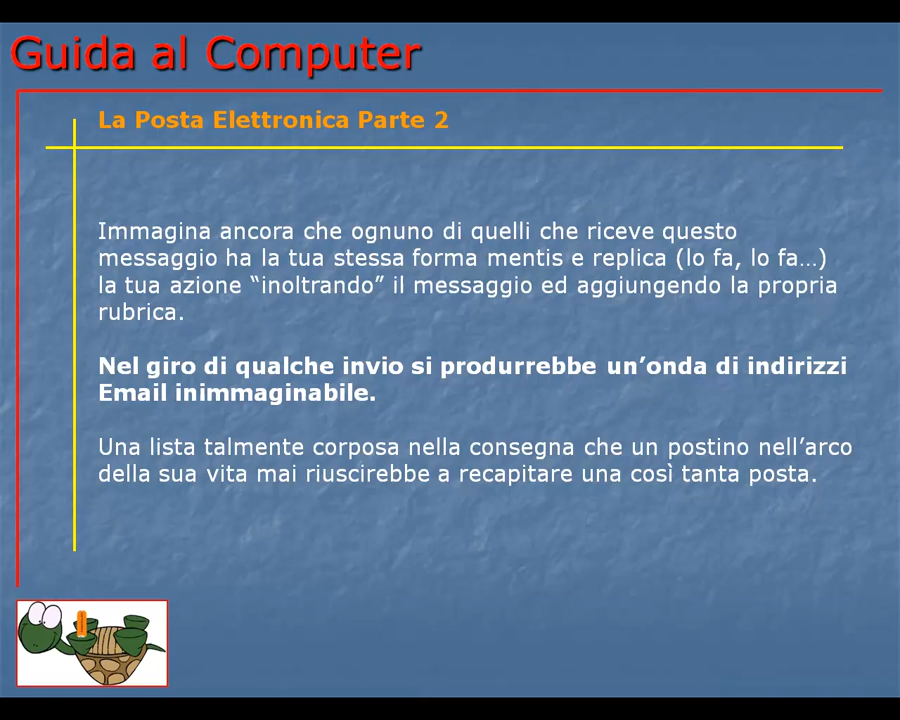 Guida al Computer
La Posta Elettronica Parte 2
Immagina ancora che ognuno di quelli che riceve questo
messaggio ha la tua stessa forma mentis e replica (lo fa, lo fa…)
la tua azione “inoltrando” il messaggio ed aggiungendo la propria
rubrica.
Nel giro di qualche invio si produrrebbe un’onda di indirizzi
Email inimmaginabile.
Una lista talmente corposa nella consegna che un postino nell’arco
della sua vita mai riuscirebbe a recapitare una così tanta posta.